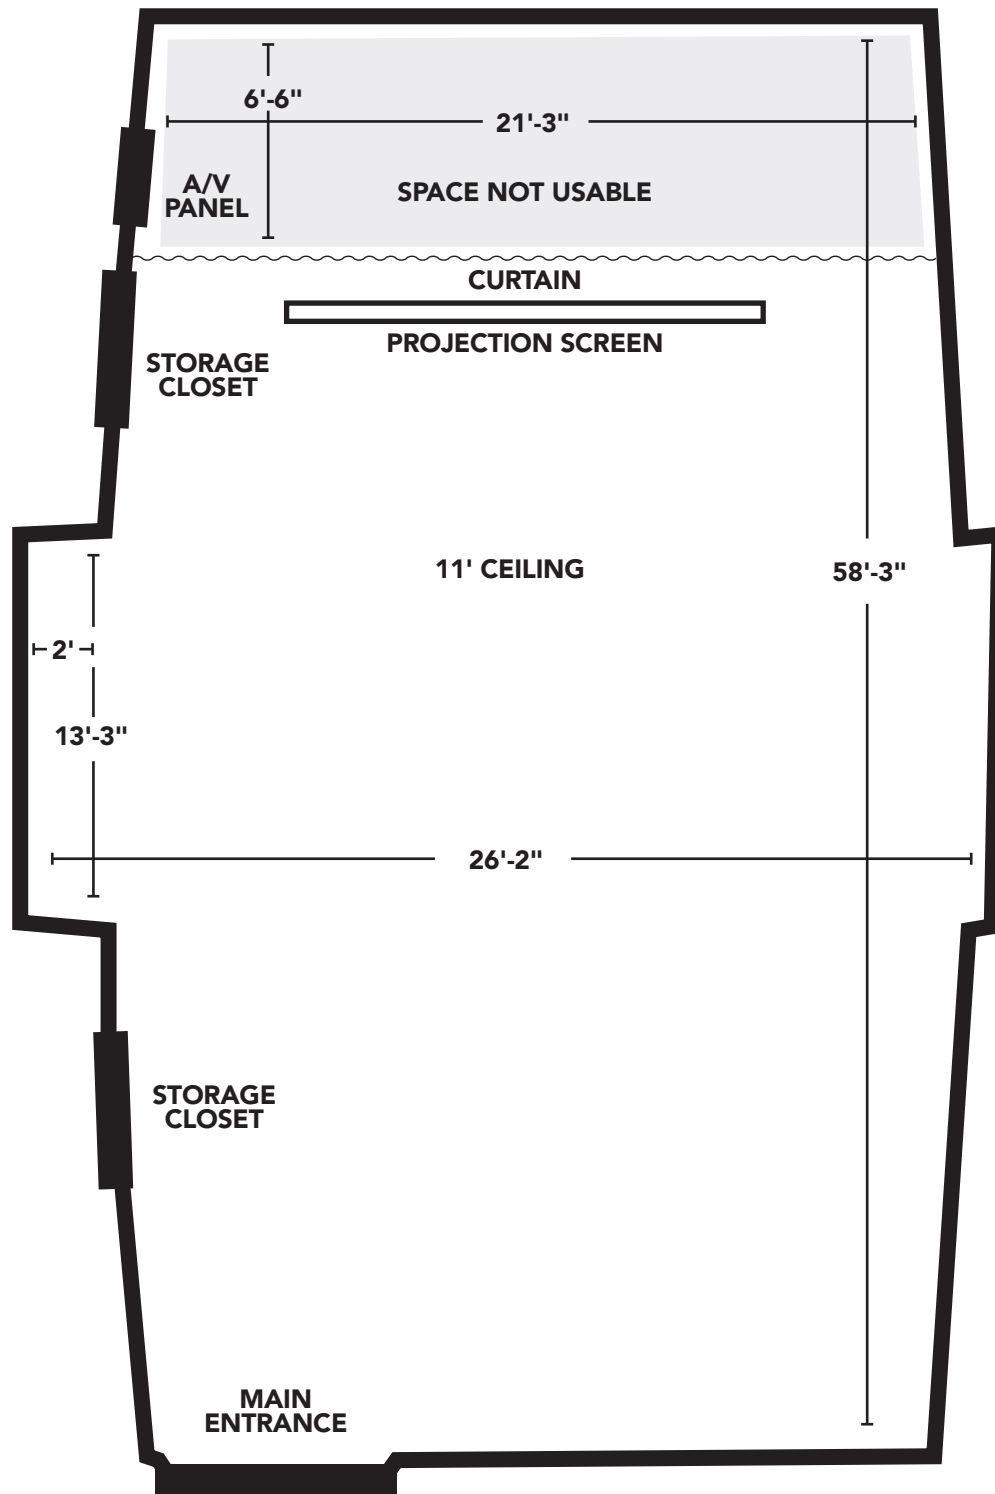 6'-6"
21'-3"
A/V
PANEL
SPACE NOT USABLE
CURTAIN
PROJECTION SCREEN
STORAGE
CLOSET
11' CEILING
58'-3"
2'
13'-3"
26'-2"
STORAGE
CLOSET
MAIN
ENTRANCE